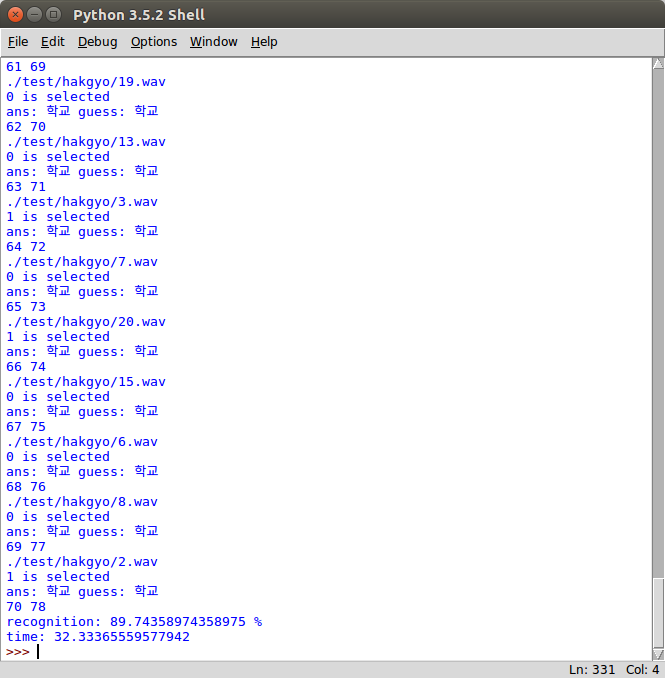 Python 3.5.2 Shell
File Edit Debug Options Window Help
61 69
./test/hakgyo/19.wav
0 is selected
ans: 학교 guess: 학교
62 70
./test/hakgyo/13.wav
0 is selected
ans: 학교 guess: 학교
63 71
./test/hakgyo/3.wav
1 is selected
ans: 학교 guess: 학교
64 72
./test/hakgyo/7.wav
0 is selected
ans: 학교 guess: 학교
65 73
./test/hakgyo/20.wav
1 is selected
ans: 학교 guess: 학교
66 74
./test/hakgyo/15.wav
0 is selected
ans: 학교 guess: 학교
67 75
./test/hakgyo/6.wav
0 is selected
ans: 학교 guess: 학교
68 76
./test/hakgyo/8.wav
0 is selected
ans: 학교 guess: 학교
69 77
./test/hakgyo/2.wav
1 is selected
ans: 학교 guess: 학교
70 78
recognition: 89.74358974358975 %
time: 32.33365559577942
>>>
Ln: 331 Col: 4